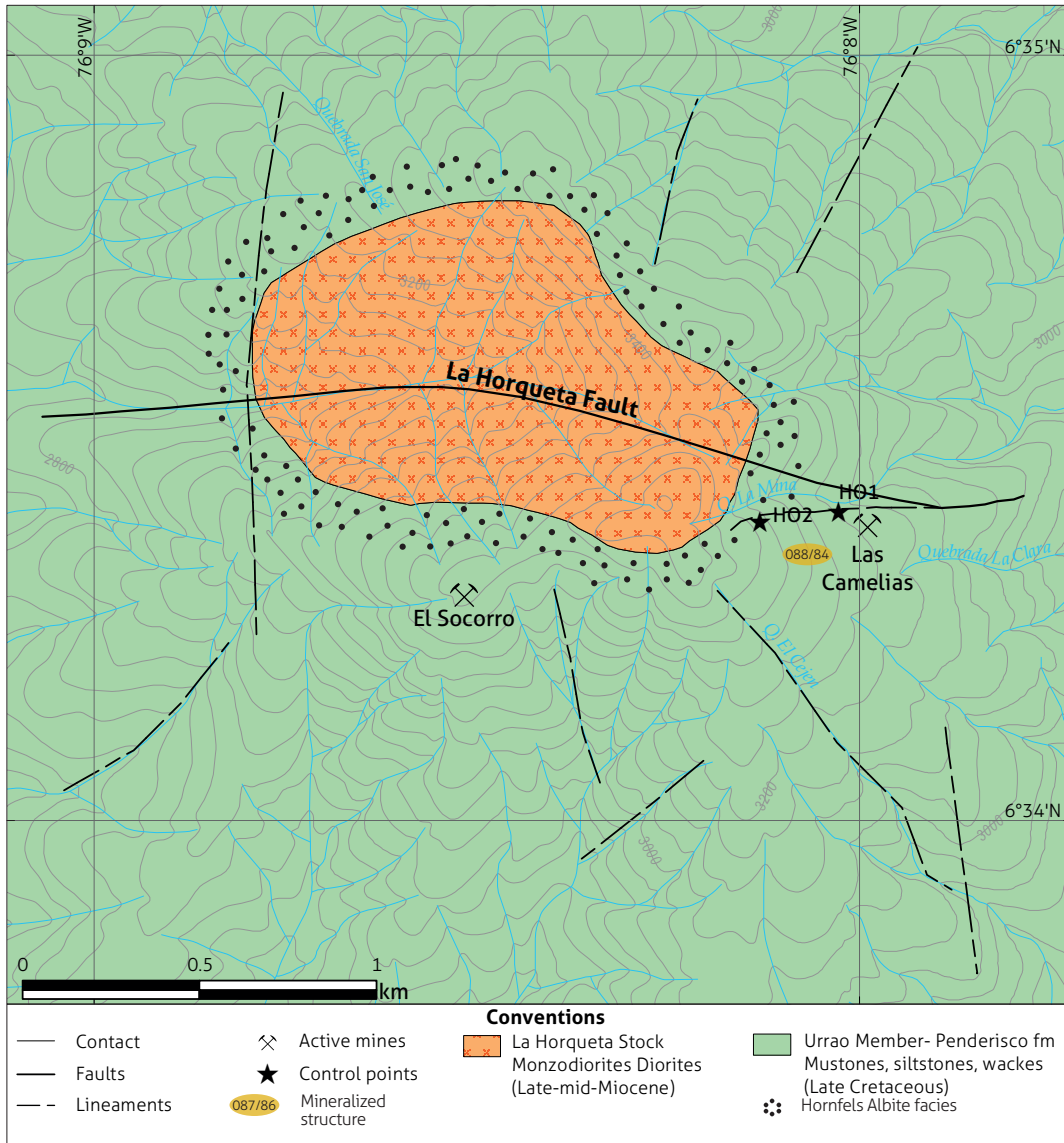 3000
76°9'W
76°8'W
6°35'N
Quebrada San José
3200
3000
3400
La Horqueta Fault
2800
Q. La Mina
HO1
HO2
088/84
Las
Camelias
Quebrada La Clara
El Socorro
Q. El Cejen
3200
6°34'N
3000
3000
0
0.5
1
km
Conventions
Contact
Active mines
La Horqueta Stock
Monzodiorites Diorites
(Late-mid-Miocene)
Urrao Member- Penderisco fm
Mustones, siltstones, wackes
(Late Cretaceous)
Faults
Control points
Lineaments
087/86
Mineralized
structure
Hornfels Albite facies